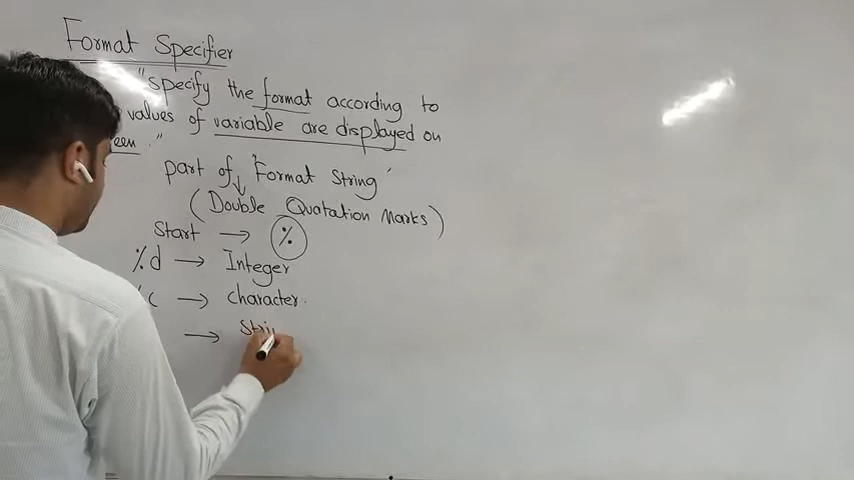 Format Specifier
"Specify the format according to
values of variable are displayed on
een."
part of 'Format String'
(Double Quatation Marks)
Start → %
%d → Integer
%c → character
→ Stri